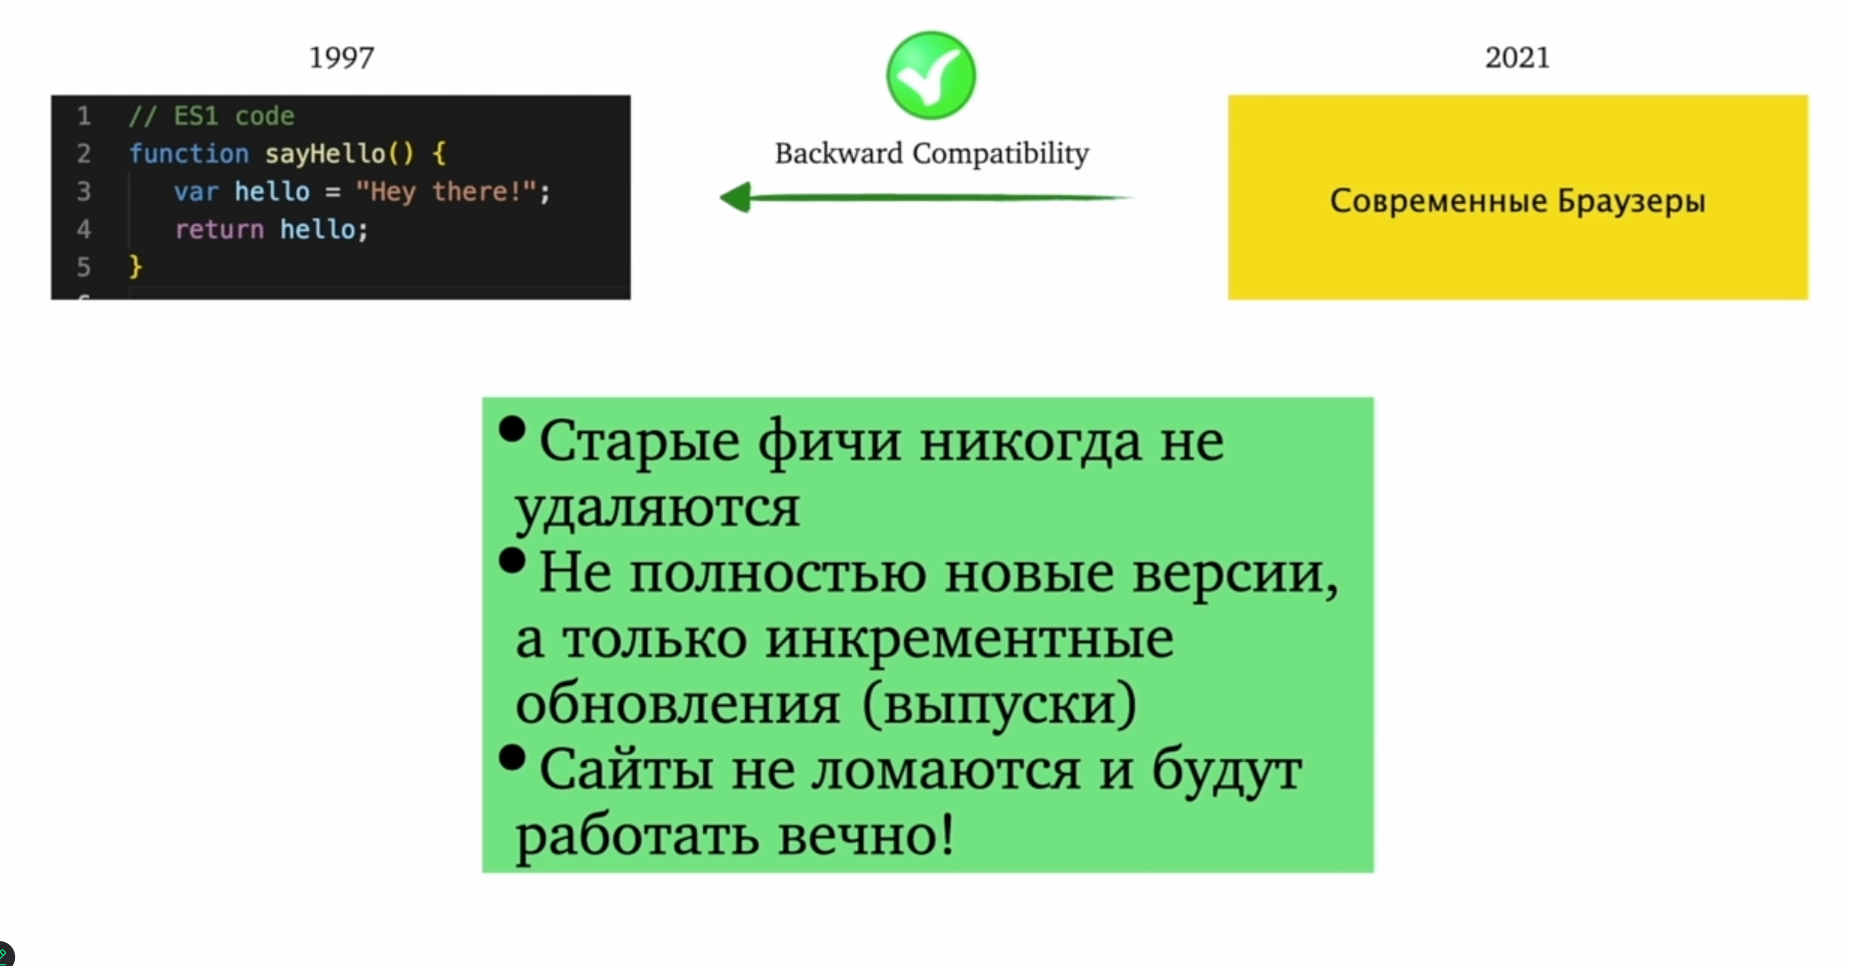 1997
1 // ES1 code
2 function sayHello() {
3 var hello = "Hey there!";
4 return hello;
5 }
Backward Compatibility
2021
Современные Браузеры
• Старые фичи никогда не
удаляются
• Не полностью новые версии,
а только инкрементные
обновления (выпуски)
• Сайты не ломаются и будут
работать вечно!